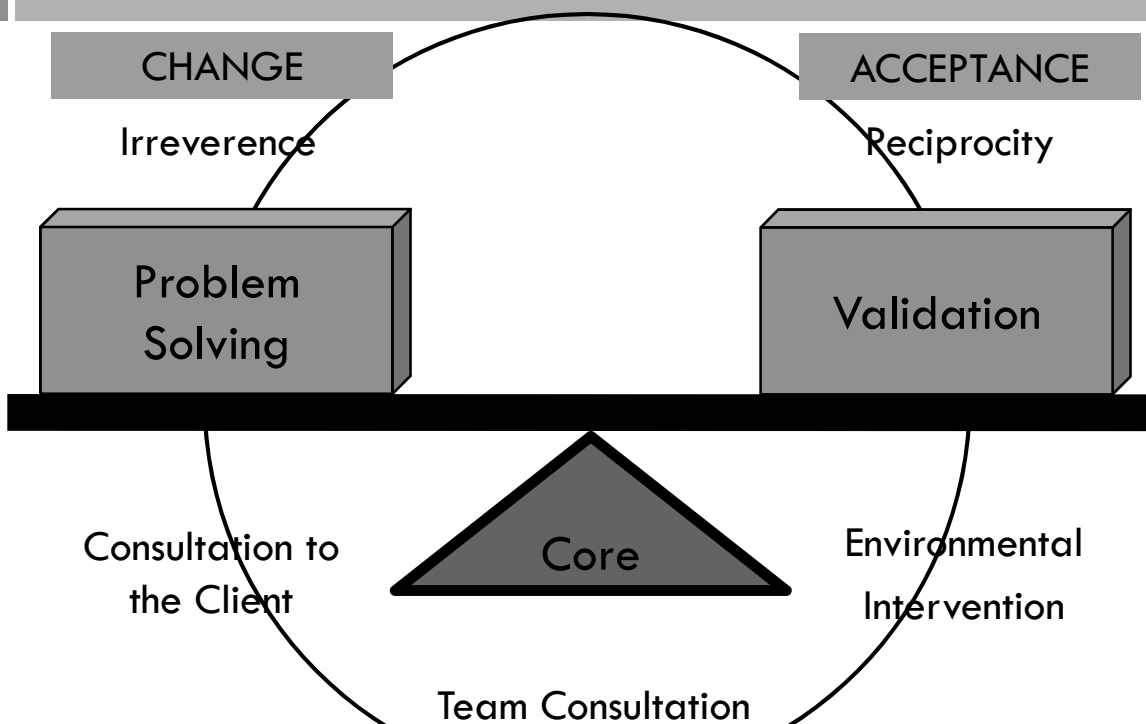 CHANGE
ACCEPTANCE
Irreverence
Reciprocity
Problem
Solving
Validation
Core
Consultation to
the Client
Environmental
Intervention
Team Consultation